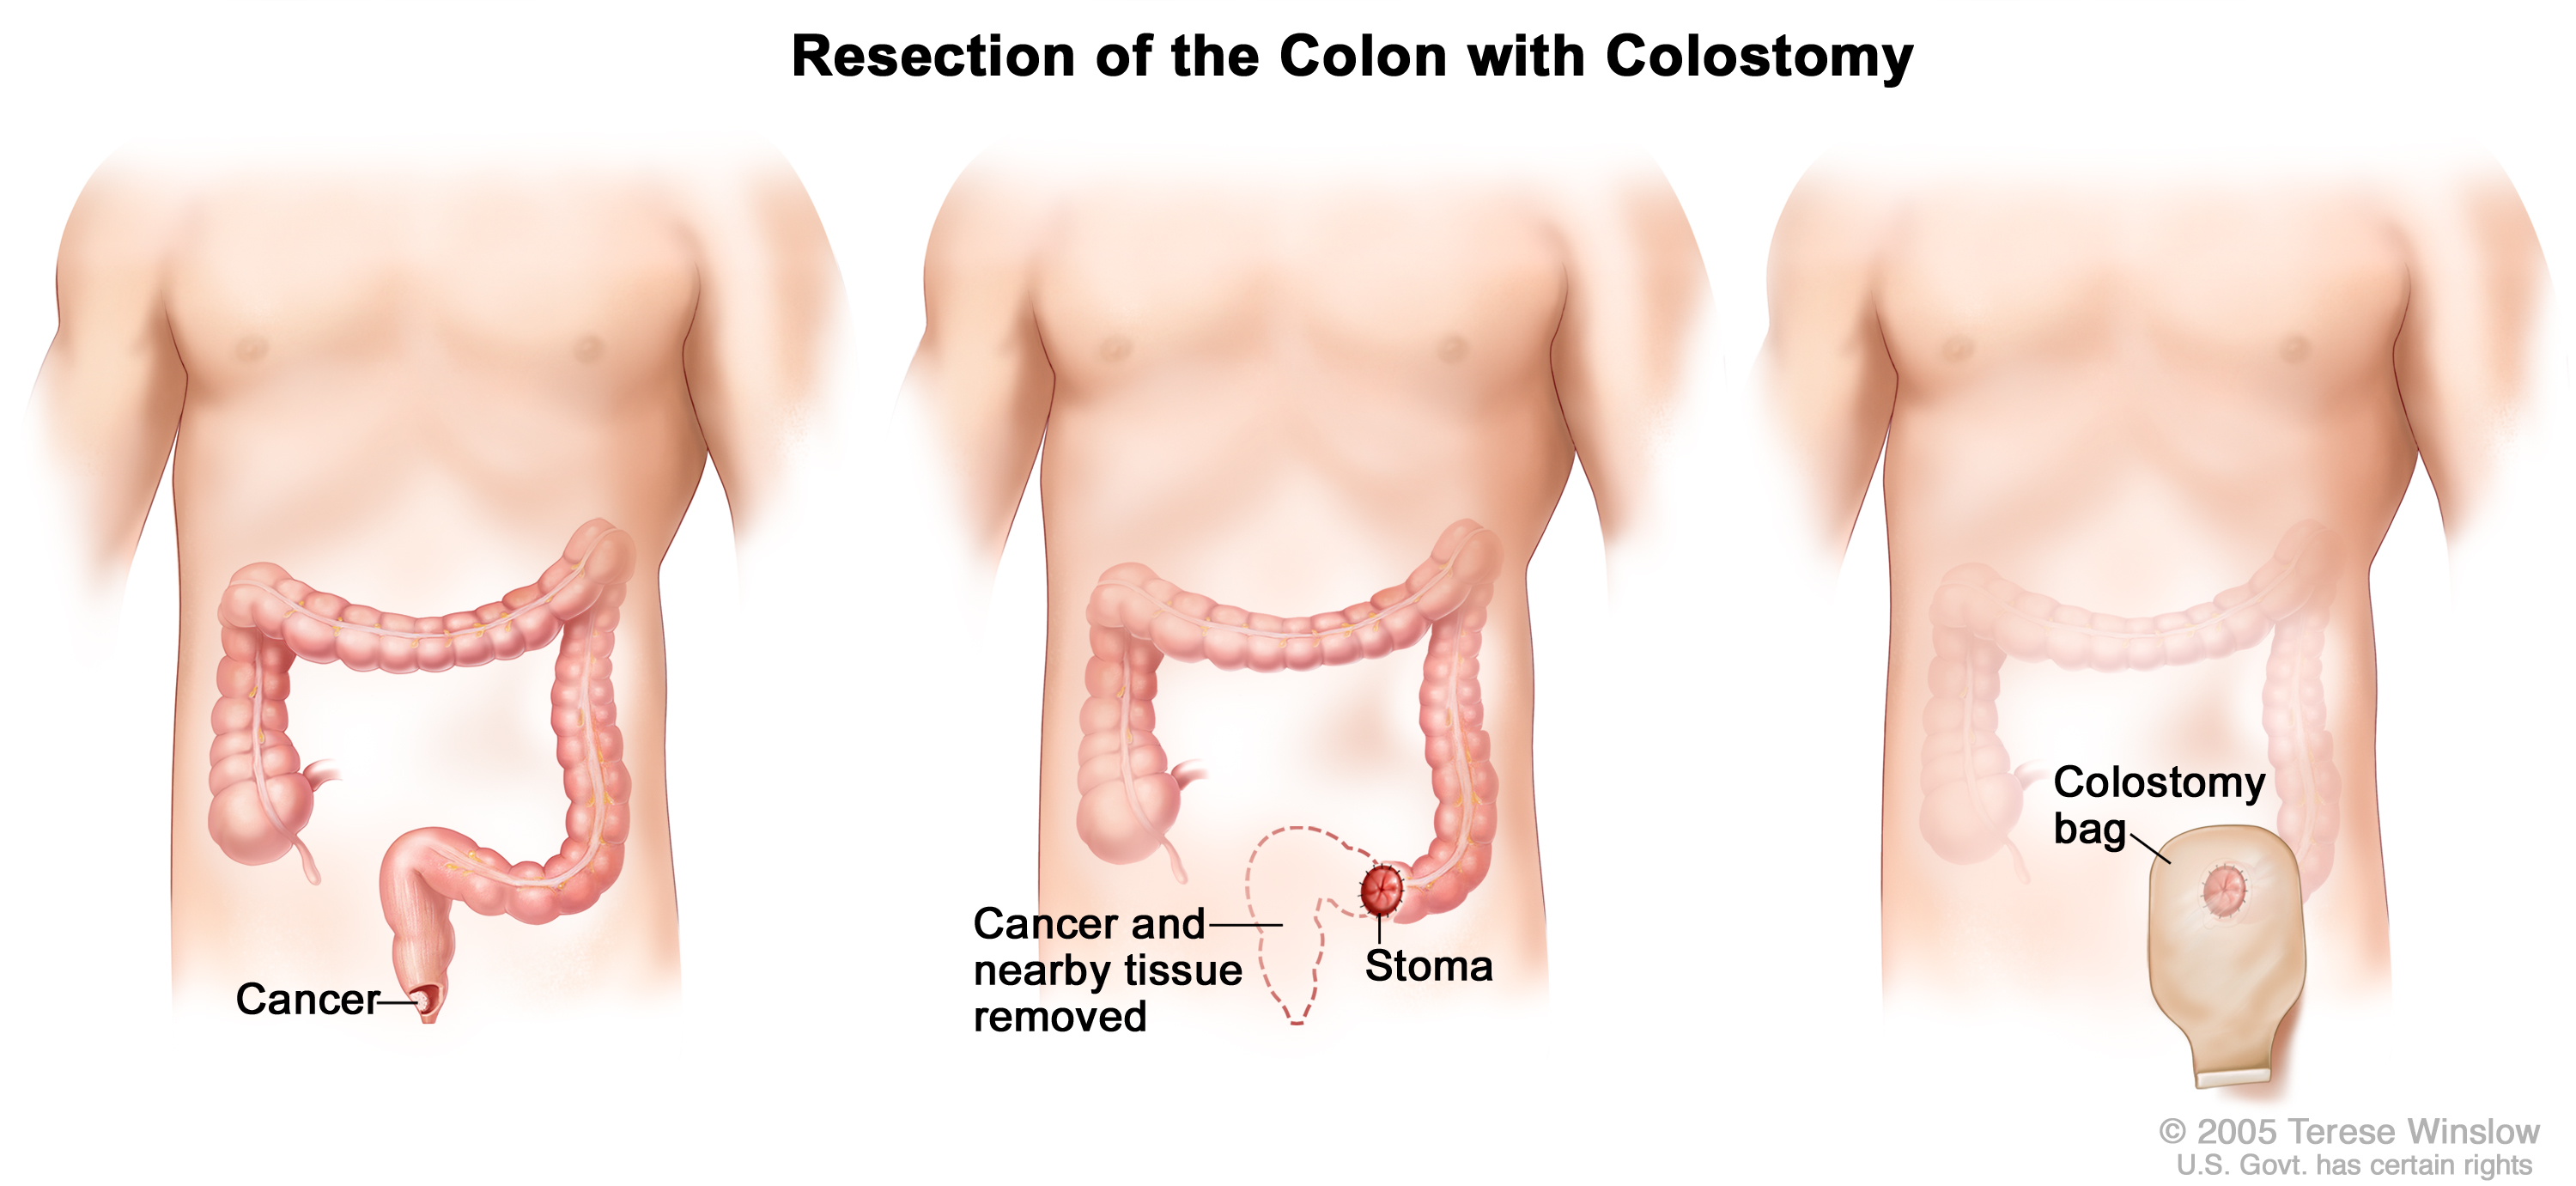 Resection of the Colon with Colostomy
Cancer
Cancer and
nearby tissue
removed
Stoma
Colostomy
bag
© 2005 Terese Winslow
U.S. Govt. has certain rights